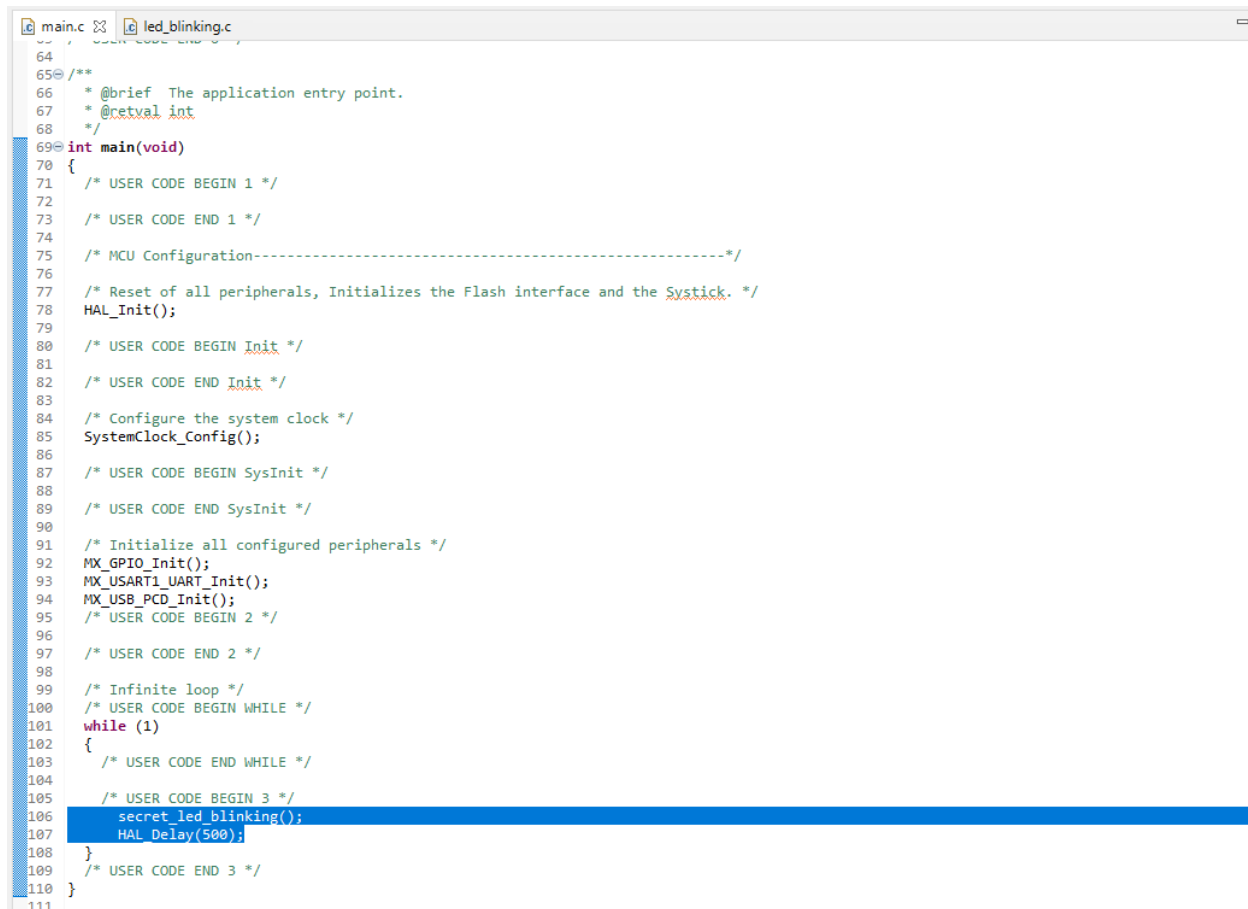 main.c led_blinking.c
64
65 /**
66 * @brief The application entry point.
67 * @retval int
68 */
69 int main(void)
70 {
71 /* USER CODE BEGIN 1 */
72
73 /* USER CODE END 1 */
74
75 /* MCU Configuration--------------------------------------------------------*/
76
77 /* Reset of all peripherals, Initializes the Flash interface and the Systick. */
78 HAL_Init();
79
80 /* USER CODE BEGIN Init */
81
82 /* USER CODE END Init */
83
84 /* Configure the system clock */
85 SystemClock_Config();
86
87 /* USER CODE BEGIN SysInit */
88
89 /* USER CODE END SysInit */
90
91 /* Initialize all configured peripherals */
92 MX_GPIO_Init();
93 MX_USART1_UART_Init();
94 MX_USB_PCD_Init();
95 /* USER CODE BEGIN 2 */
96
97 /* USER CODE END 2 */
98
99 /* Infinite loop */
100 /* USER CODE BEGIN WHILE */
101 while (1)
102 {
103 /* USER CODE END WHILE */
104
105 /* USER CODE BEGIN 3 */
106 secret_led_blinking();
107 HAL_Delay(500);
108 }
109 /* USER CODE END 3 */
110 }
111